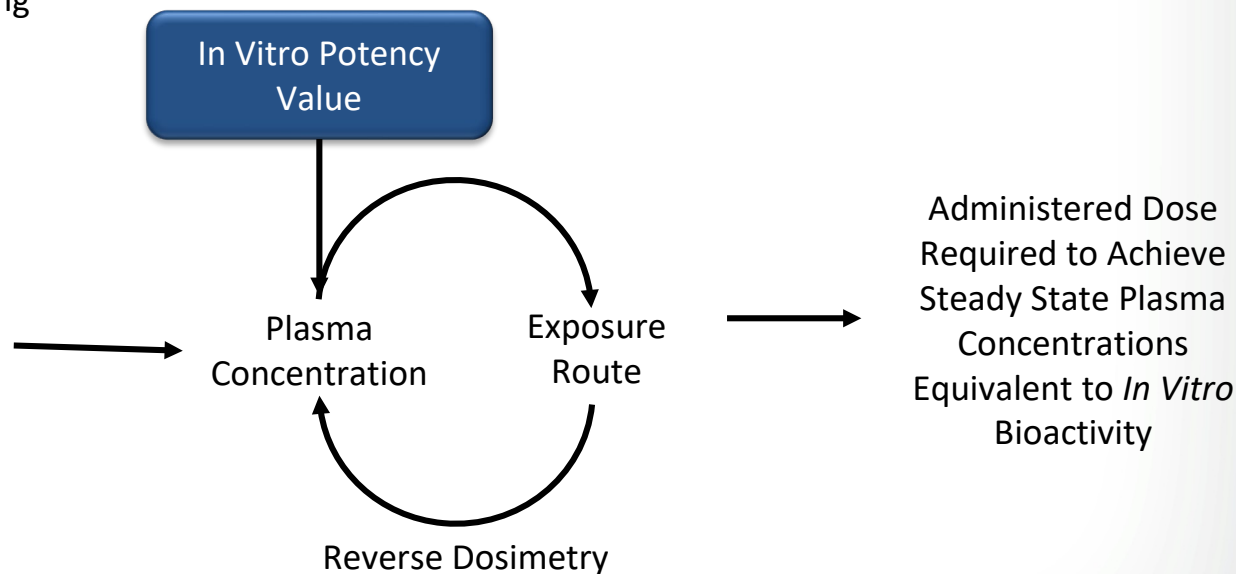 In Vitro Potency
Value
Plasma
Concentration
Exposure
Route
Reverse Dosimetry
Administered Dose
Required to Achieve
Steady State Plasma
Concentrations
Equivalent to In Vitro
Bioactivity